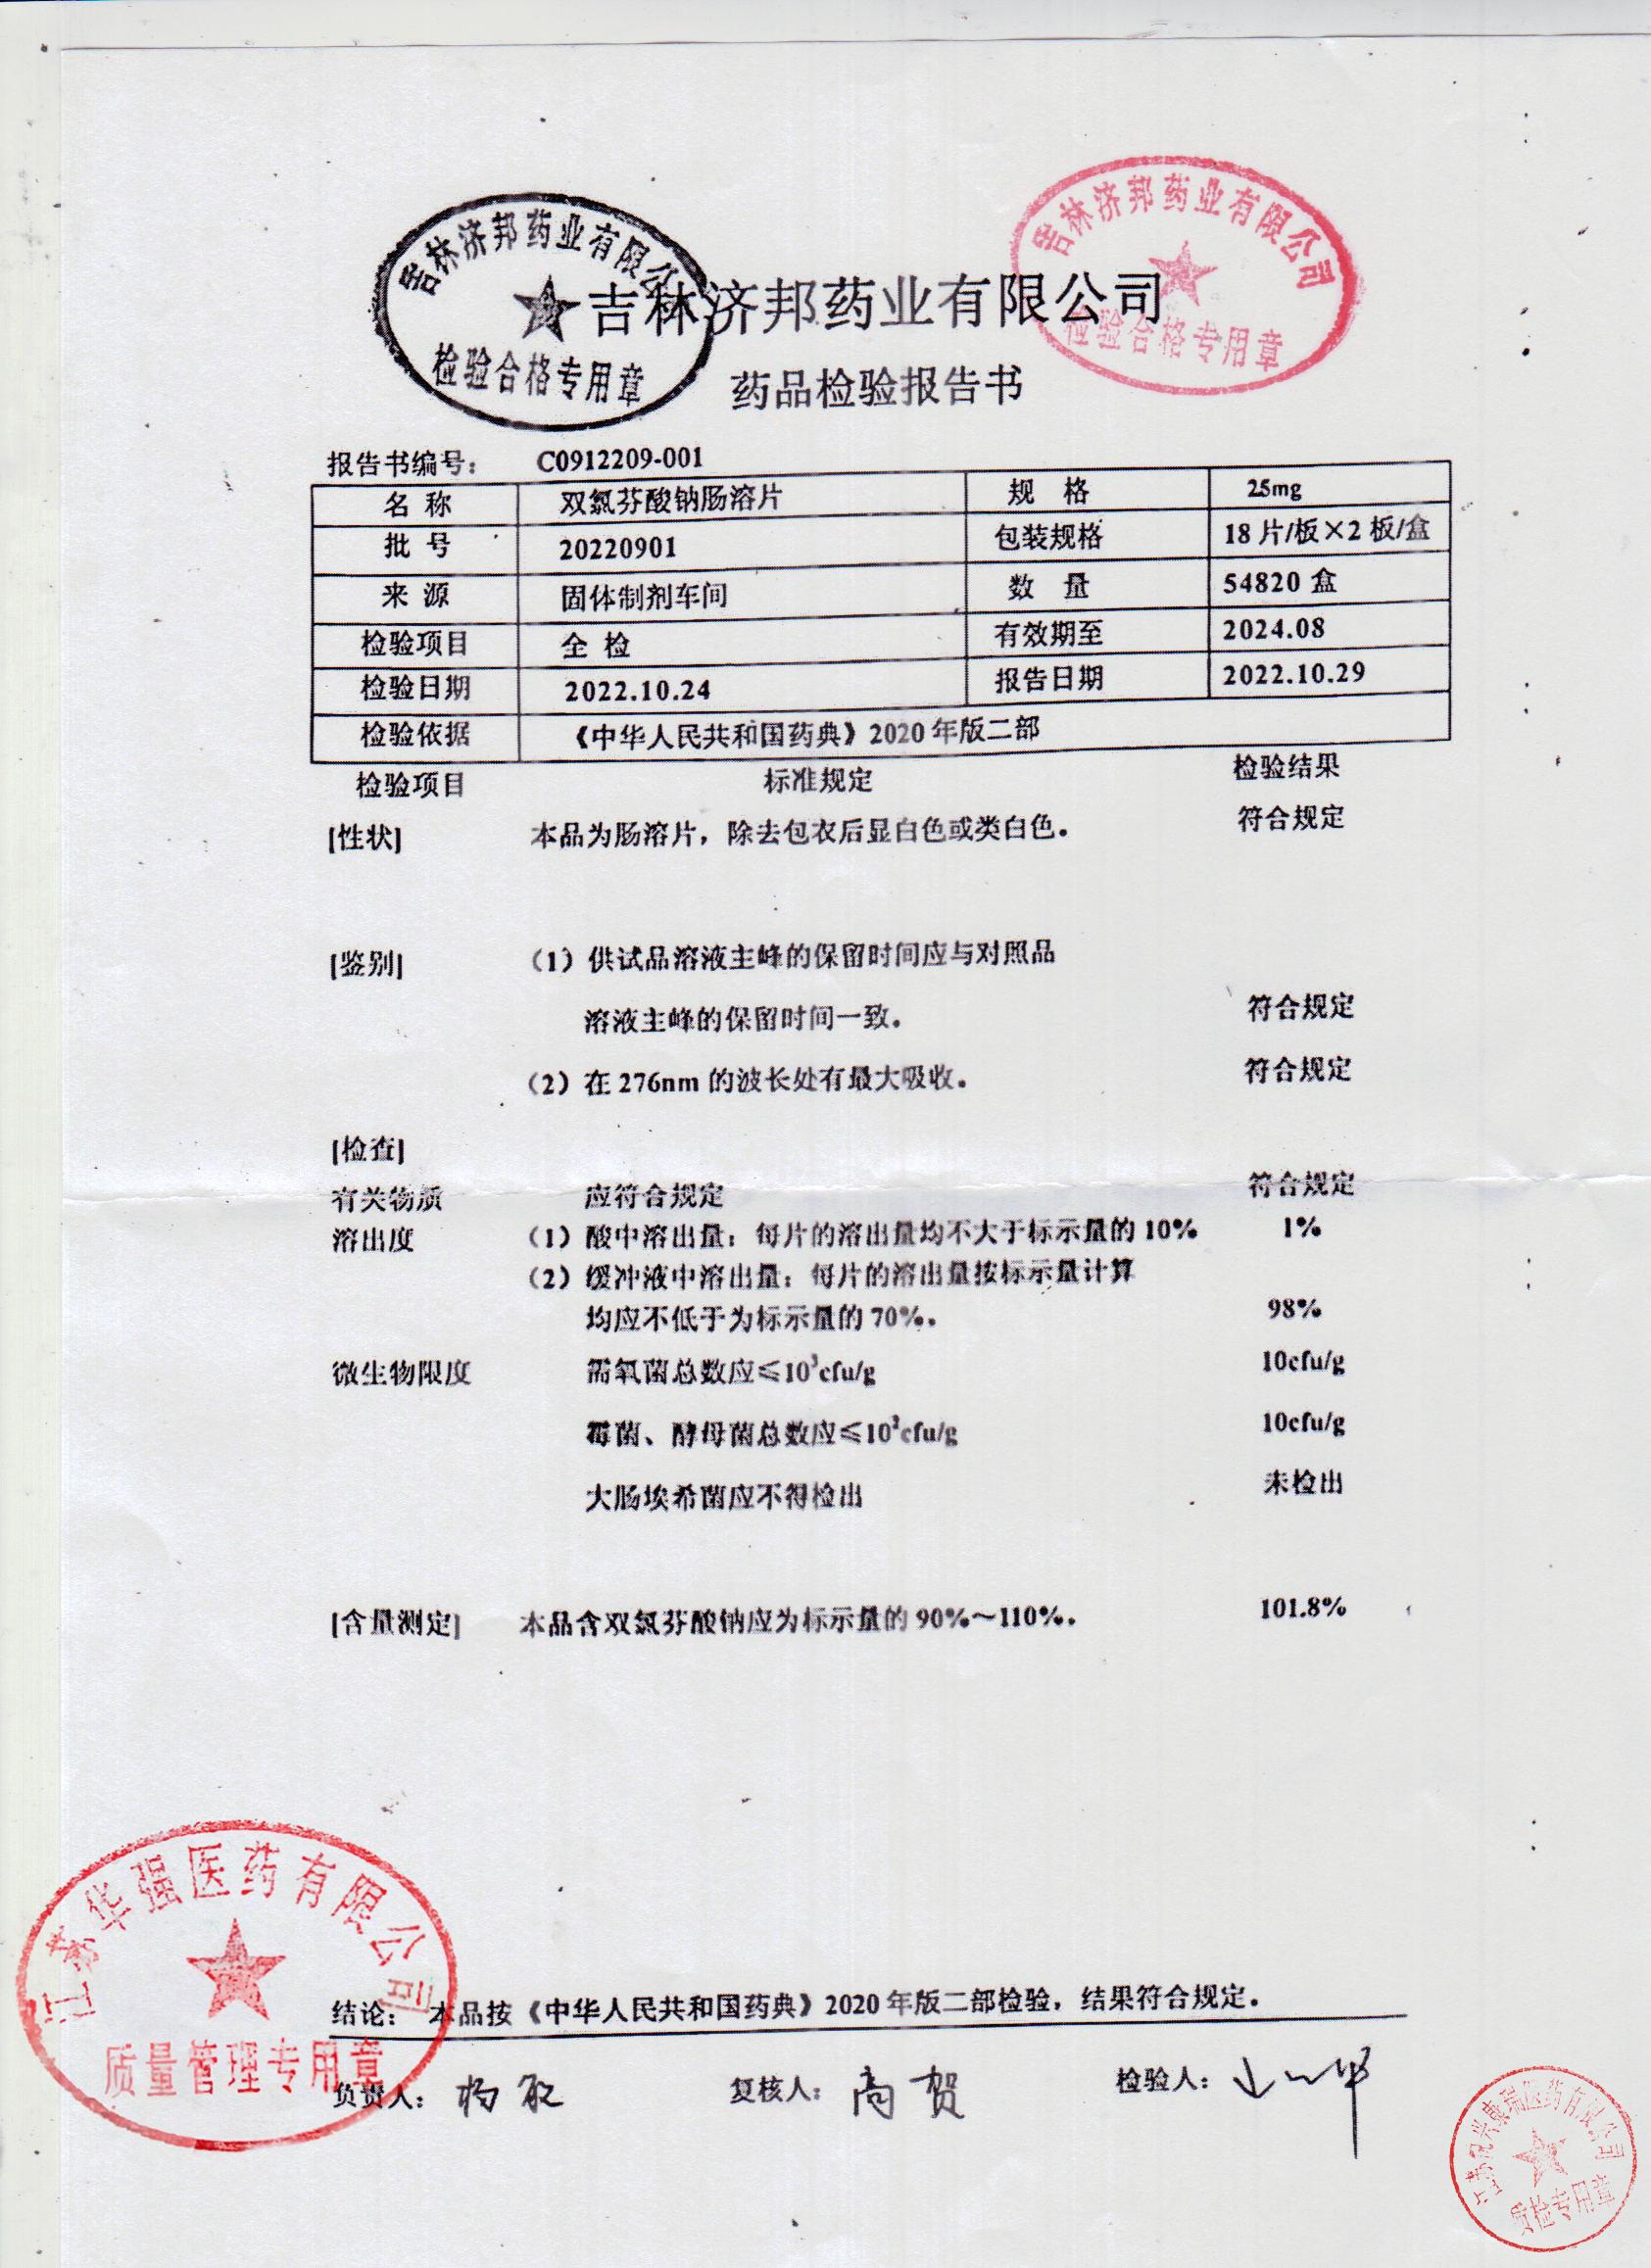 吉林济邦药业有限公司
检验合格专用章
吉林济邦药业有限公司
检验合格专用章
吉林济邦药业有限公司
药品检验报告书
报告书编号： C0912209-001
名 称 双氯芬酸钠肠溶片 规 格 25mg
批 号 20220901 包装规格 18片/板×2板/盒
来 源 固体制剂车间 数 量 54820 盒
检验项目 全 检 有效期至 2024.08
检验日期 2022.10.24 报告日期 2022.10.29
检验依据 《中华人民共和国药典》2020年版二部
检验项目 标准规定 检验结果
[性状] 本品为肠溶片，除去包衣后显白色或类白色。 符合规定
[鉴别] （1）供试品溶液主峰的保留时间应与对照品
溶液主峰的保留时间一致。 符合规定
（2）在 276nm 的波长处有最大吸收。 符合规定
[检查]
有关物质 应符合规定 符合规定
溶出度 （1）酸中溶出量：每片的溶出量均不大于标示量的10% 1%
（2）缓冲液中溶出量：每片的溶出量按标示量计算
均应不低于为标示量的70%。 98%
微生物限度 需氧菌总数应≤10³cfu/g 10cfu/g
霉菌、酵母菌总数应≤10²cfu/g 10cfu/g
大肠埃希菌应不得检出 未检出
[含量测定] 本品含双氯芬酸钠应为标示量的90%～110%。 101.8%
江苏华强医药有限公司
质量管理专用章
结论： 本品按《中华人民共和国药典》2020年版二部检验，结果符合规定。
负责人： 复核人：高贺 检验人：
质检专用章